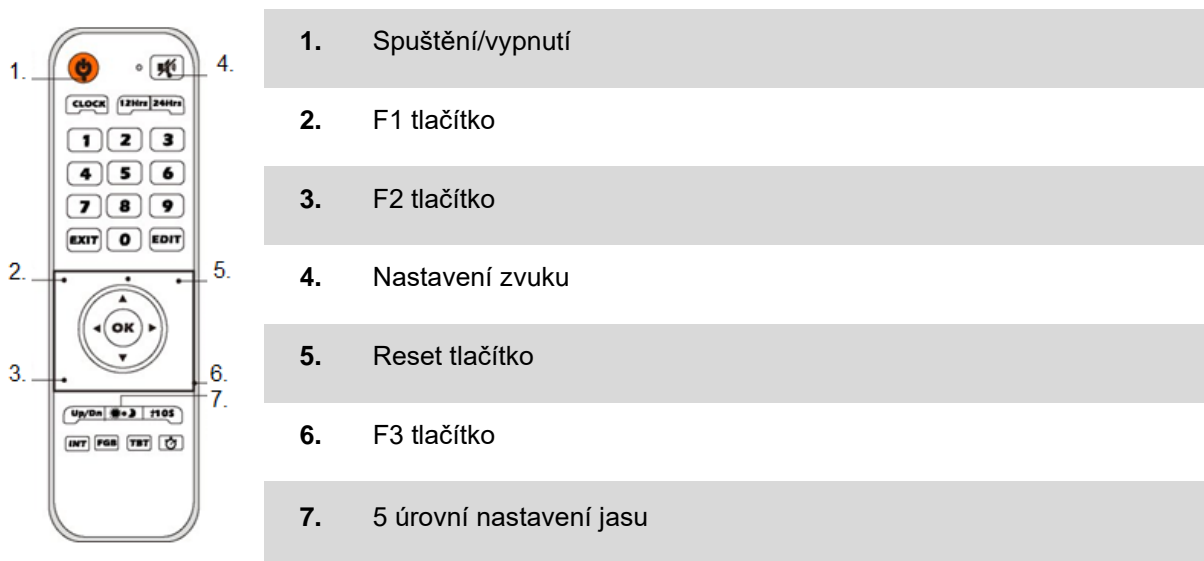 1.
4.
CLOCK 12Hrs 24Hrs
1 2 3
4 5 6
7 8 9
EXIT 0 EDIT
2.
5.
OK
3.
6.
7.
Up/Dn ↑10S
INT FGB TBT
1. Spuštění/vypnutí
2. F1 tlačítko
3. F2 tlačítko
4. Nastavení zvuku
5. Reset tlačítko
6. F3 tlačítko
7. 5 úrovní nastavení jasu